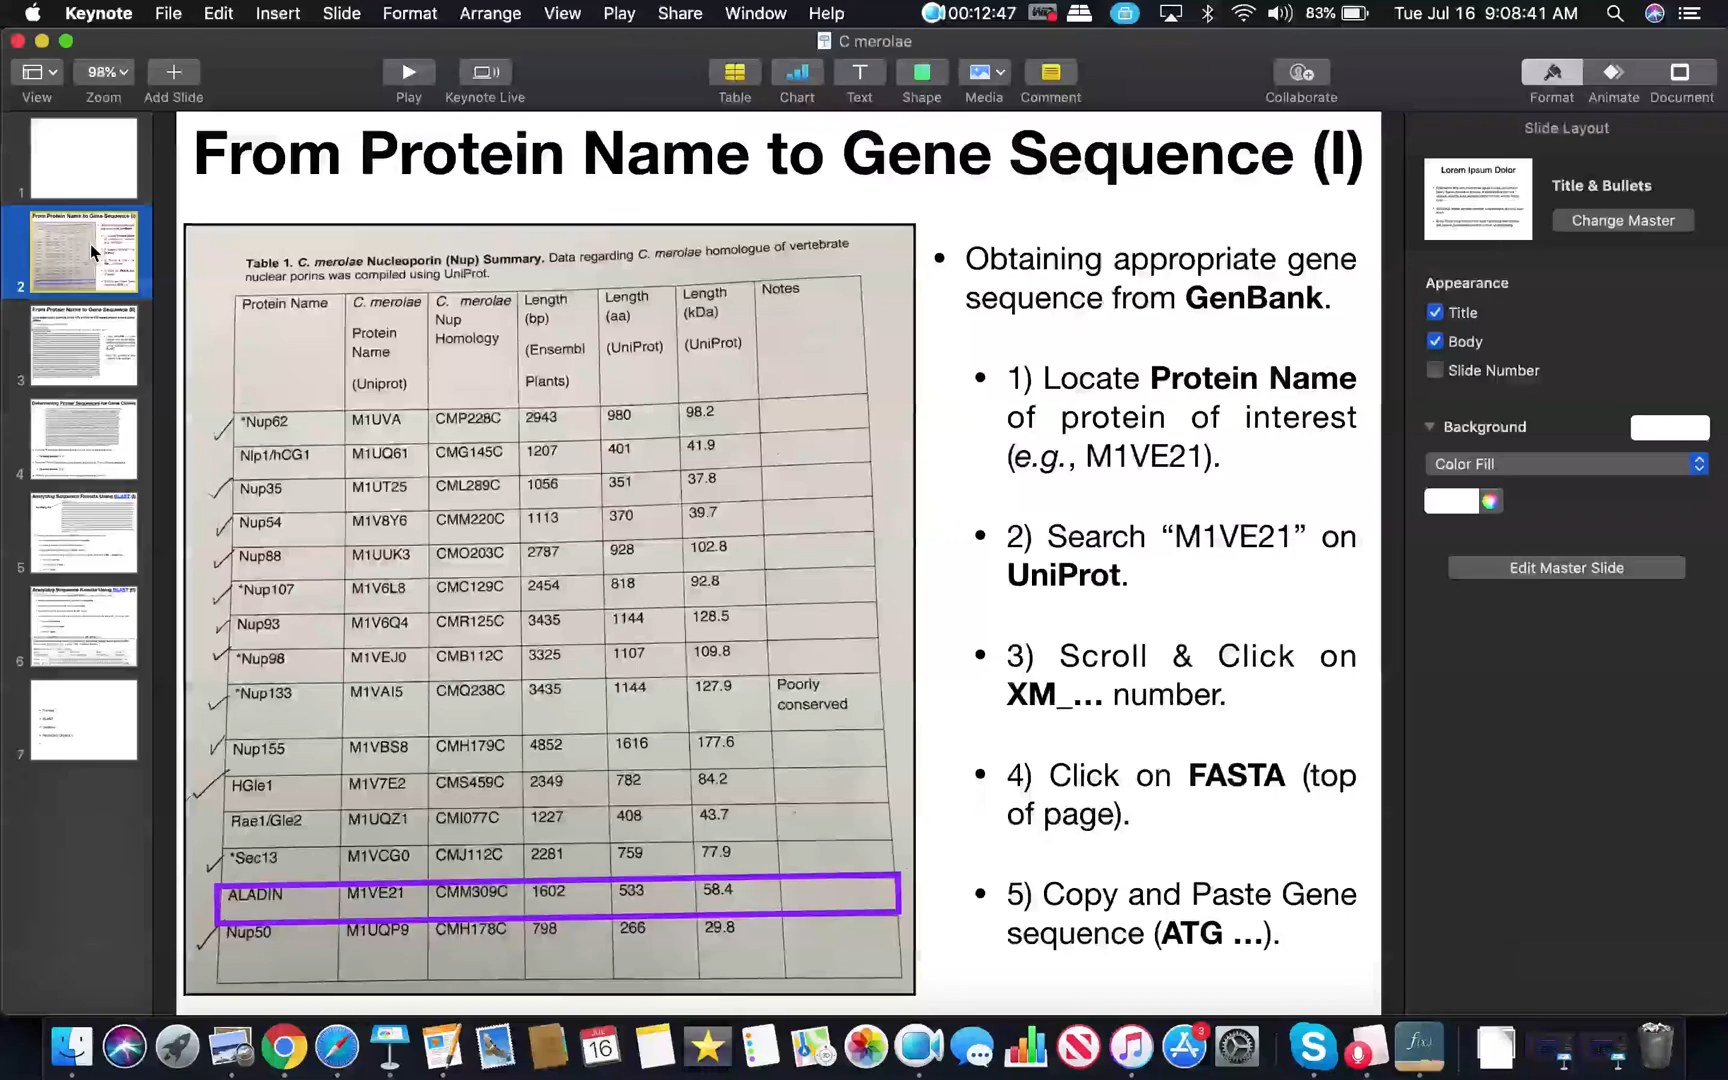 Keynote File Edit Insert Slide Format Arrange View Play Share Window Help 00:12:47 83% Tue Jul 16 9:08:41 AM
C merolae
98%
View Zoom Add Slide Play Keynote Live Table Chart Text Shape Media Comment Collaborate Format Animate Document
1
2
3
4
5
6
7
From Protein Name to Gene Sequence (I)
Table 1. C. merolae Nucleoporin (Nup) Summary. Data regarding C. merolae homologue of vertebrate
nuclear porins was compiled using UniProt.
Protein Name C. merolae Protein Name (Uniprot) C. merolae Nup Homology Length (bp) (Ensembl Plants) Length (aa) (UniProt) Length (kDa) (UniProt) Notes
*Nup62 M1UVA CMP228C 2943 980 98.2
Nlp1/hCG1 M1UQ61 CMG145C 1207 401 41.9
Nup35 M1UT25 CML289C 1056 351 37.8
Nup54 M1V8Y6 CMM220C 1113 370 39.7
Nup88 M1UUK3 CMO203C 2787 928 102.8
*Nup107 M1V6L8 CMC129C 2454 818 92.8
Nup93 M1V6Q4 CMR125C 3435 1144 128.5
*Nup98 M1VEJ0 CMB112C 3325 1107 109.8
*Nup133 M1VAI5 CMQ238C 3435 1144 127.9 Poorly conserved
Nup155 M1VBS8 CMH179C 4852 1616 177.6
HGle1 M1V7E2 CMS459C 2349 782 84.2
Rae1/Gle2 M1UQZ1 CMI077C 1227 408 43.7
*Sec13 M1VCG0 CMJ112C 2281 759 77.9
ALADIN M1VE21 CMM309C 1602 533 58.4
Nup50 M1UQP9 CMH178C 798 266 29.8
• Obtaining appropriate gene
sequence from GenBank.
• 1) Locate Protein Name
of protein of interest
(e.g., M1VE21).
• 2) Search “M1VE21” on
UniProt.
• 3) Scroll & Click on
XM_... number.
• 4) Click on FASTA (top
of page).
• 5) Copy and Paste Gene
sequence (ATG ...).
Slide Layout
Lorem Ipsum Dolor
Title & Bullets
Change Master
Appearance
Title
Body
Slide Number
Background
Color Fill
Edit Master Slide
JUL
16
3